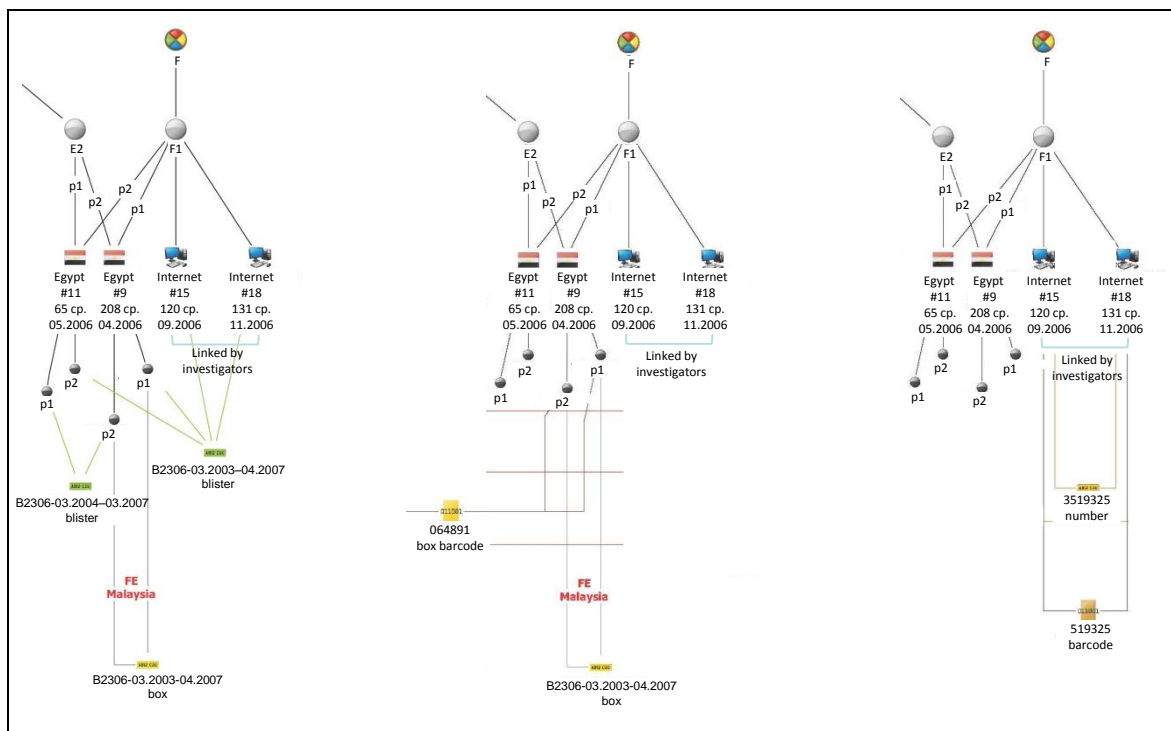 F
E2
F1
p1
p2
p2
p1
Egypt
#11
65 cp.
05.2006
Egypt
#9
208 cp.
04.2006
Internet
#15
120 cp.
09.2006
Internet
#18
131 cp.
11.2006
Linked by
investigators
p2
p1
p1
p2
B2306-03.2003–04.2007
blister
B2306-03.2004–03.2007
blister
FE
Malaysia
B2306-03.2003-04.2007
box
F
E2
F1
p1
p2
p2
p1
Egypt
#11
65 cp.
05.2006
Egypt
#9
208 cp.
04.2006
Internet
#15
120 cp.
09.2006
Internet
#18
131 cp.
11.2006
Linked by
investigators
p2
p1
p1
p2
064891
box barcode
FE
Malaysia
B2306-03.2003-04.2007
box
F
E2
F1
p1
p2
p2
p1
Egypt
#11
65 cp.
05.2006
Egypt
#9
208 cp.
04.2006
Internet
#15
120 cp.
09.2006
Internet
#18
131 cp.
11.2006
Linked by
investigators
p2
p1
p1
p2
3519325
number
519325
barcode